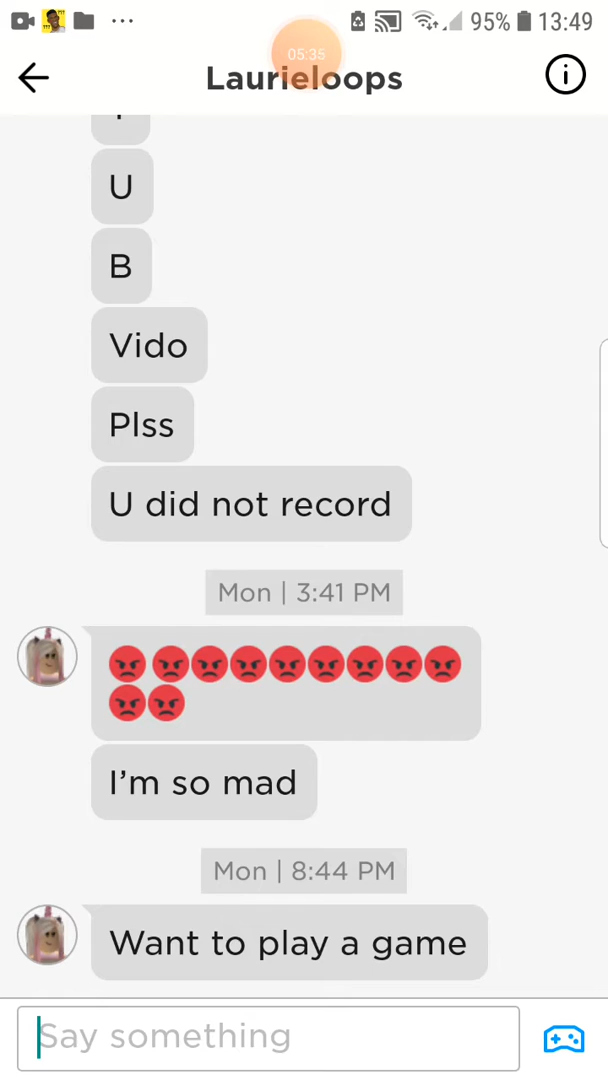 95% 13:49
05:35
Laurieloops
U
B
Vido
Plss
U did not record
Mon | 3:41 PM
😡😡😡😡😡😡😡😡😡
😡😡
I'm so mad
Mon | 8:44 PM
Want to play a game
Say something